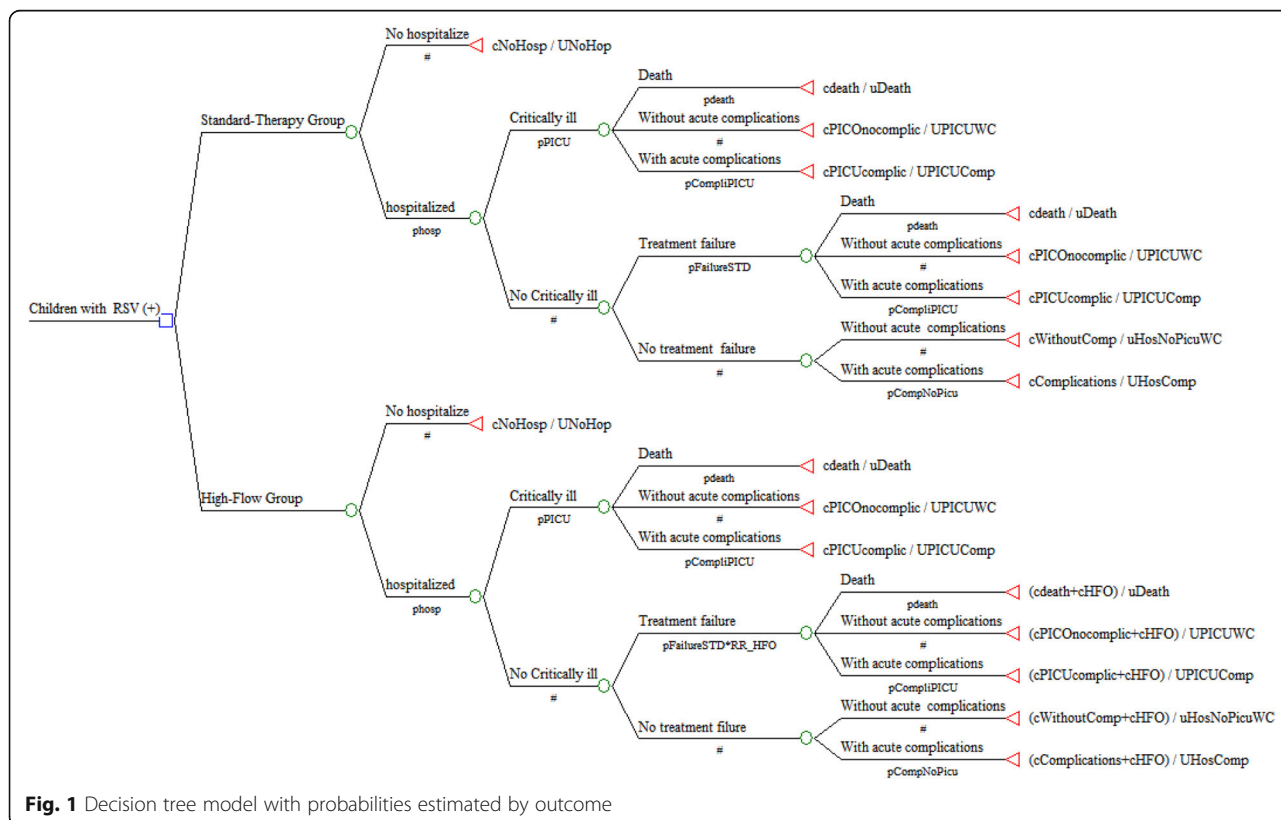 No hospitalize
#
cNoHosp / UNoHop
Standard-Therapy Group
Death
pdeath
cdeath / uDeath
Critically ill
pPICU
Without acute complications
#
cPICOnocomplic / UPICUWC
With acute complications
pCompliPICU
cPICUcomplic / UPICUComp
hospitalized
phosp
Death
pdeath
cdeath / uDeath
Treatment failure
pFailureSTD
Without acute complications
#
cPICOnocomplic / UPICUWC
With acute complications
pCompliPICU
cPICUcomplic / UPICUComp
No Critically ill
#
No treatment failure
#
Without acute complications
#
cWithoutComp / uHosNoPicuWC
With acute complications
pCompNoPicu
cComplications / UHosComp
Children with RSV (+)
No hospitalize
#
cNoHosp / UNoHop
High-Flow Group
Death
pdeath
cdeath / uDeath
Critically ill
pPICU
Without acute complications
#
cPICOnocomplic / UPICUWC
With acute complications
pCompliPICU
cPICUcomplic / UPICUComp
hospitalized
phosp
Death
pdeath
(cdeath+cHFO) / uDeath
Treatment failure
pFailureSTD*RR_HFO
Without acute complications
#
(cPICOnocomplic+cHFO) / UPICUWC
With acute complications
pCompliPICU
(cPICUcomplic+cHFO) / UPICUComp
No Critically ill
#
No treatment filure
#
Without acute complications
#
(cWithoutComp+cHFO) / uHosNoPicuWC
With acute complications
pCompNoPicu
(cComplications+cHFO) / UHosComp
Fig. 1 Decision tree model with probabilities estimated by outcome